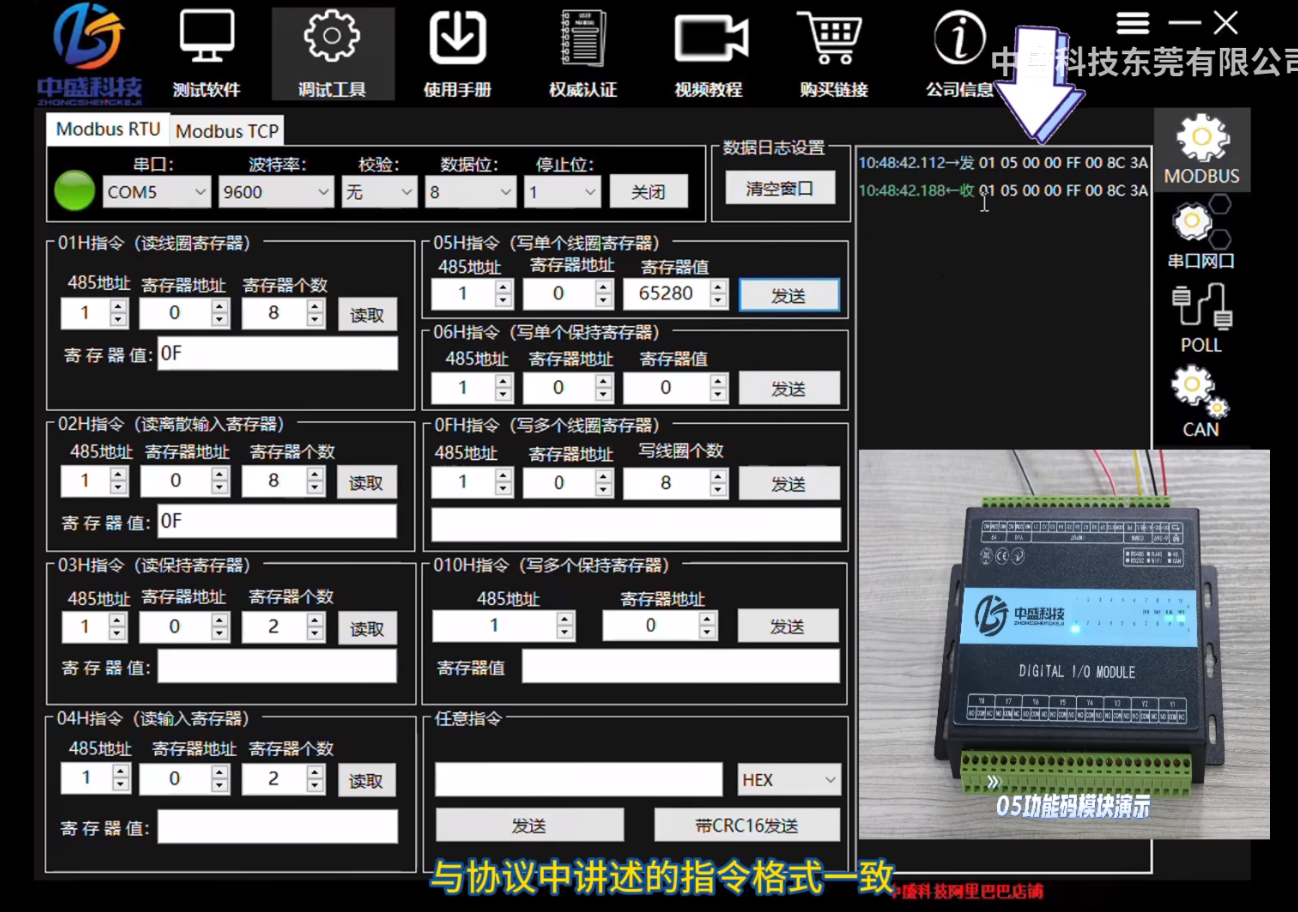 中盛科技
ZHONGSHENGKEJI
测试软件
调试工具
使用手册
USER MANUAL
权威认证
视频教程
购买链接
公司信息
科技东莞有限公司
Modbus RTU
Modbus TCP
串口:
波特率:
校验:
数据位:
停止位:
COM5
9600
无
8
1
关闭
数据日志设置
清空窗口
10:48:42.112→发 01 05 00 00 FF 00 8C 3A
10:48:42.188←收 01 05 00 00 FF 00 8C 3A
MODBUS
串口网口
POLL
CAN
01H指令（读线圈寄存器）
485地址 寄存器地址 寄存器个数
1 0 8 读取
寄存器值: 0F
02H指令（读离散输入寄存器）
485地址 寄存器地址 寄存器个数
1 0 8 读取
寄存器值: 0F
03H指令（读保持寄存器）
485地址 寄存器地址 寄存器个数
1 0 2 读取
寄存器值:
04H指令（读输入寄存器）
485地址 寄存器地址 寄存器个数
1 0 2 读取
寄存器值:
05H指令（写单个线圈寄存器）
485地址 寄存器地址 寄存器值
1 0 65280 发送
06H指令（写单个保持寄存器）
485地址 寄存器地址 寄存器值
1 0 0 发送
0FH指令（写多个线圈寄存器）
485地址 寄存器地址 写线圈个数
1 0 8 发送
010H指令（写多个保持寄存器）
485地址 寄存器地址
1 0 发送
寄存器值
任意指令
HEX
发送 带CRC16发送
中盛科技
ZHONGSHENGKEJI
DIGITAL I/O MODULE
Y8 Y7 Y6 Y5 Y4 Y3 Y2 Y1
05功能码模块演示
与协议中讲述的指令格式一致
中盛科技阿里巴巴店铺